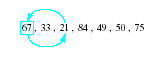 67 , 33 , 21 , 84 , 49 , 50 , 75